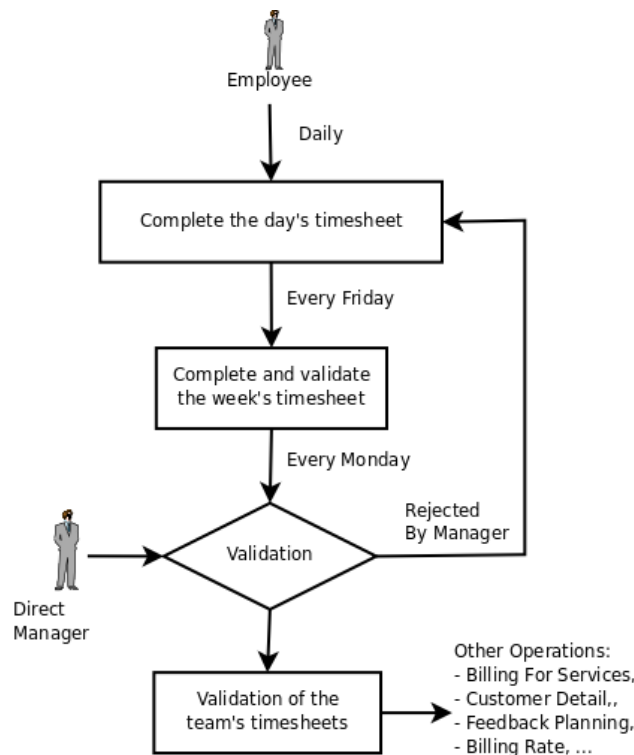 Employee
Daily
Complete the day's timesheet
Every Friday
Complete and validate
the week's timesheet
Every Monday
Rejected
By Manager
Validation
Direct
Manager
Validation of the
team's timesheets
Other Operations:
- Billing For Services,
- Customer Detail,,
- Feedback Planning,
- Billing Rate, ...